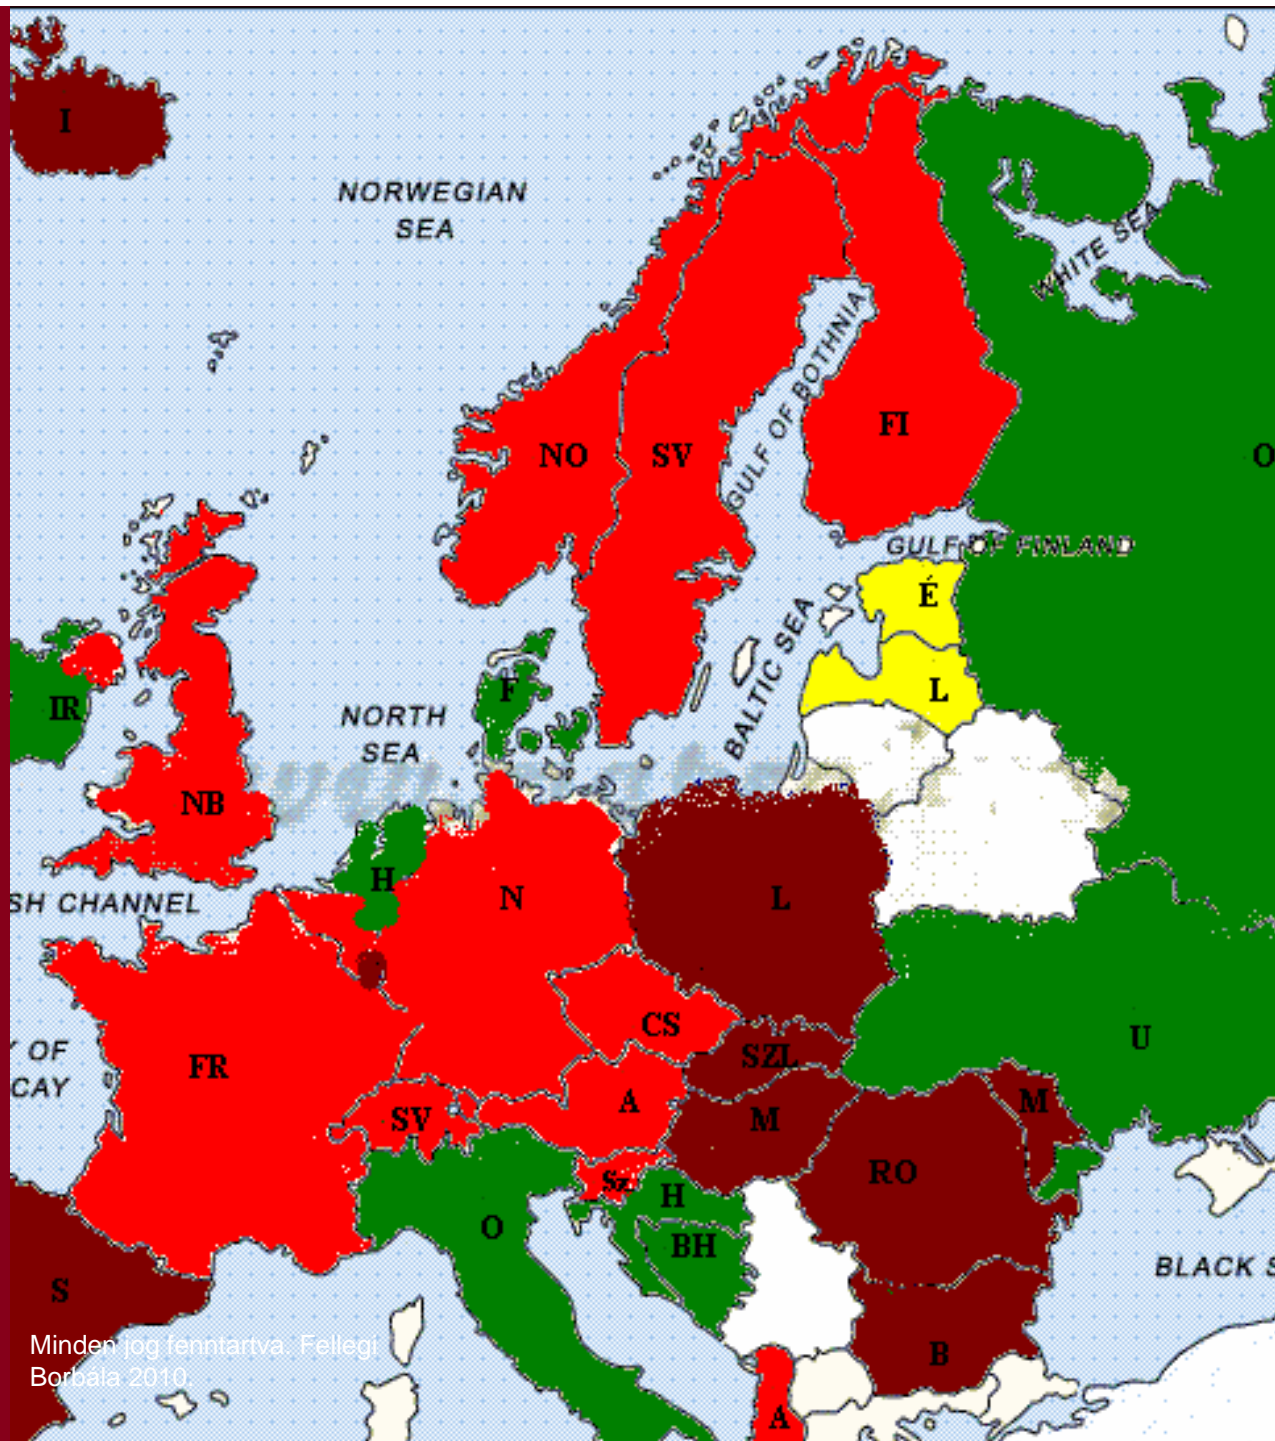 I
NORWEGIAN
SEA
WHITE SEA
GULF OF BOTHNIA
FI
NO
SV
O
GULF OF FINLAND
É
BALTIC SEA
L
F
IR
NORTH
SEA
NB
H
N
L
SH CHANNEL
CS
U
Y OF
CAY
FR
SZL
M
A
SV
M
RO
Sz
H
O
BH
BLACK S
S
B
A
Minden jog fenntartva. Fellegi
Borbála 2010.